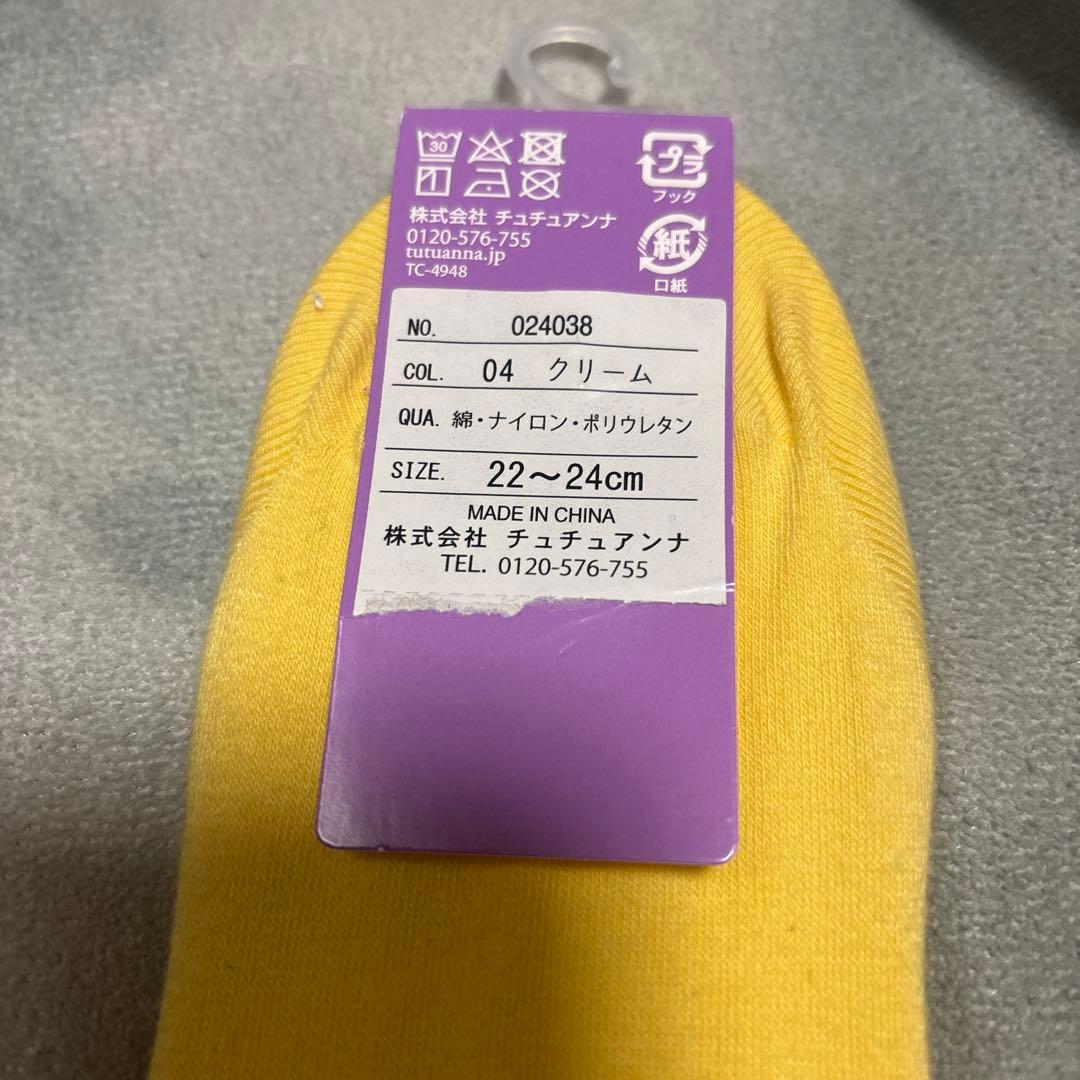 30
プラ
フック
株式会社 チュチュアンナ
0120-576-755
tutuanna.jp
TC-4948
紙
口紙
NO. 024038
COL. 04 クリーム
QUA. 綿・ナイロン・ポリウレタン
SIZE. 22～24cm
MADE IN CHINA
株式会社 チュチュアンナ
TEL. 0120-576-755